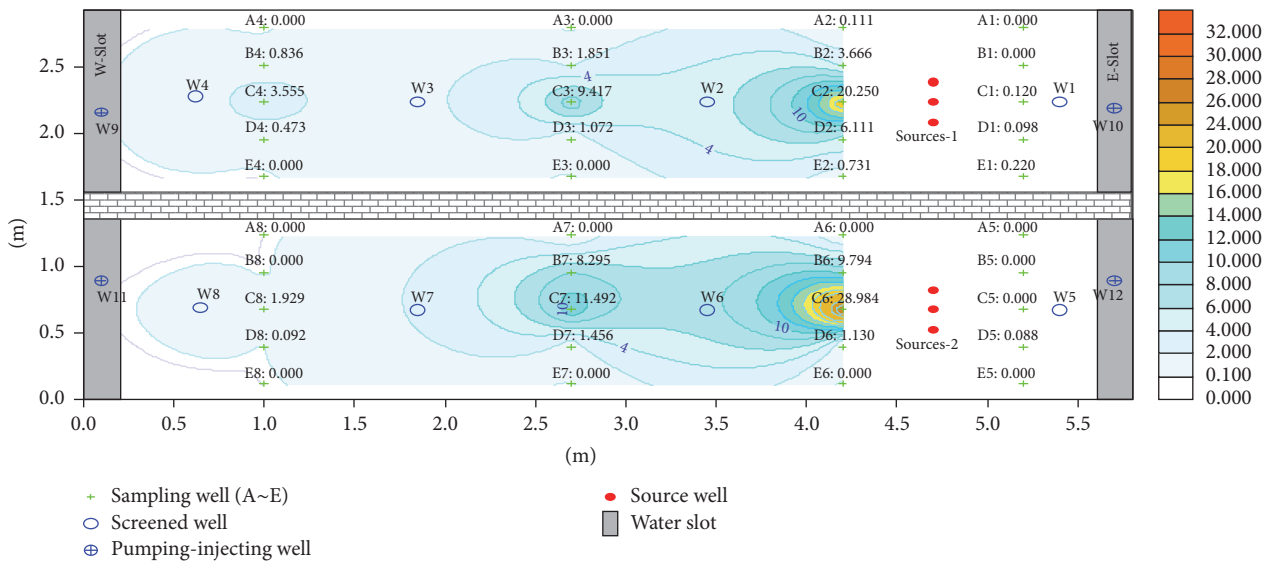 A4: 0.000
A3: 0.000
A2: 0.111
A1: 0.000
W-Slot
B4: 0.836
B3: 1.851
B2: 3.666
B1: 0.000
E-Slot
4
W4
W3
W2
W1
C4: 3.555
C3: 9.417
C2: 20.250
C1: 0.120
10
W9
D4: 0.473
D3: 1.072
D2: 6.111
Sources-1
D1: 0.098
W10
4
E4: 0.000
E3: 0.000
E2: 0.731
E1: 0.220
A8: 0.000
A7: 0.000
A6: 0.000
A5: 0.000
B8: 0.000
B7: 8.295
B6: 9.794
B5: 0.000
W11
W8
W7
W6
W5
W12
C8: 1.929
C7: 11.492
C6: 28.984
C5: 0.000
10
10
D8: 0.092
D7: 1.456
D6: 1.130
Sources-2
D5: 0.088
4
E8: 0.000
E7: 0.000
E6: 0.000
E5: 0.000
2.5
2.0
1.5
1.0
0.5
0.0
(m)
0.0 0.5 1.0 1.5 2.0 2.5 3.0 3.5 4.0 4.5 5.0 5.5
(m)
32.000
30.000
28.000
26.000
24.000
22.000
20.000
18.000
16.000
14.000
12.000
10.000
8.000
6.000
4.000
2.000
0.100
0.000
Sampling well (A~E)
Screened well
Pumping-injecting well
Source well
Water slot